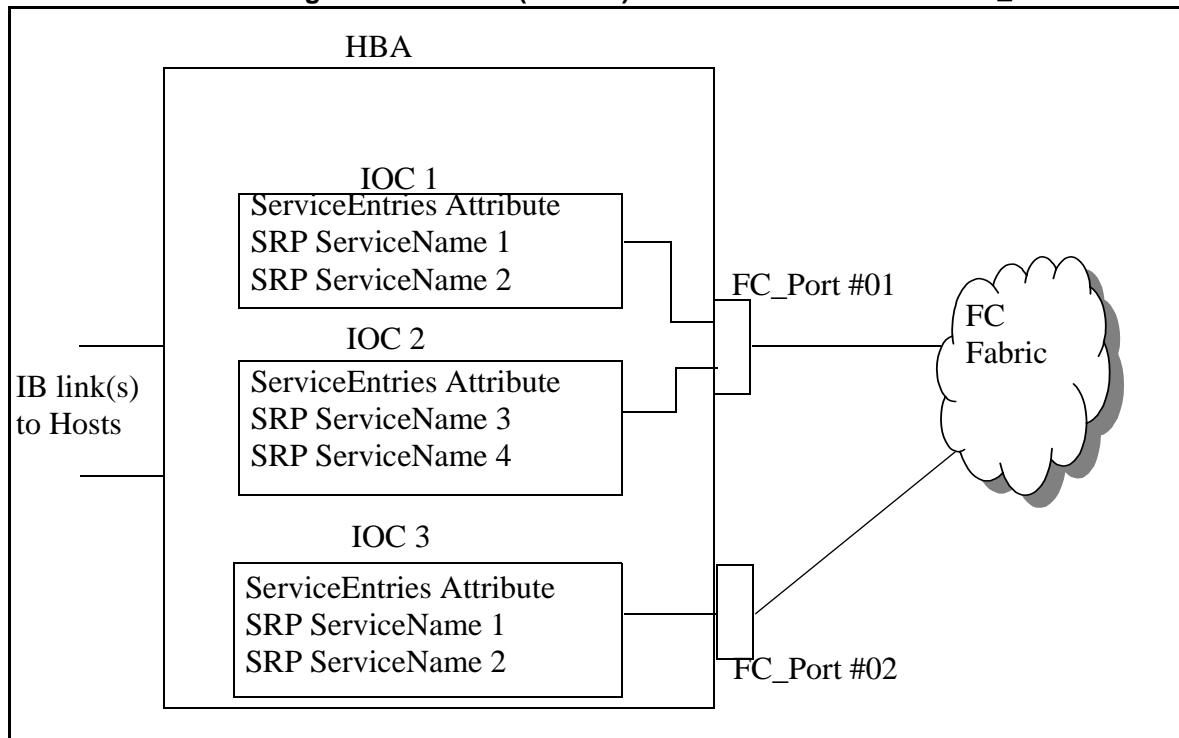 HBA
IOC 1
ServiceEntries Attribute
SRP ServiceName 1
SRP ServiceName 2
FC_Port #01
FC
Fabric
IOC 2
ServiceEntries Attribute
SRP ServiceName 3
SRP ServiceName 4
IB link(s)
to Hosts
IOC 3
ServiceEntries Attribute
SRP ServiceName 1
SRP ServiceName 2
FC_Port #02